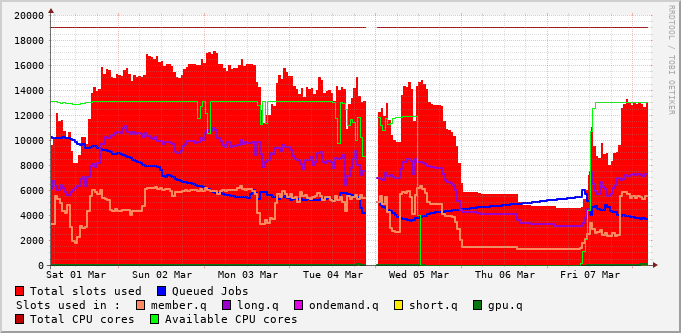 20000
18000
16000
14000
12000
10000
8000
6000
4000
2000
0
Sat 01 Mar Sun 02 Mar Mon 03 Mar Tue 04 Mar Wed 05 Mar Thu 06 Mar Fri 07 Mar
Total slots used Queued Jobs
Slots used in : member.q long.q ondemand.q short.q gpu.q
Total CPU cores Available CPU cores
RRDTOOL / TOBI OETIKER